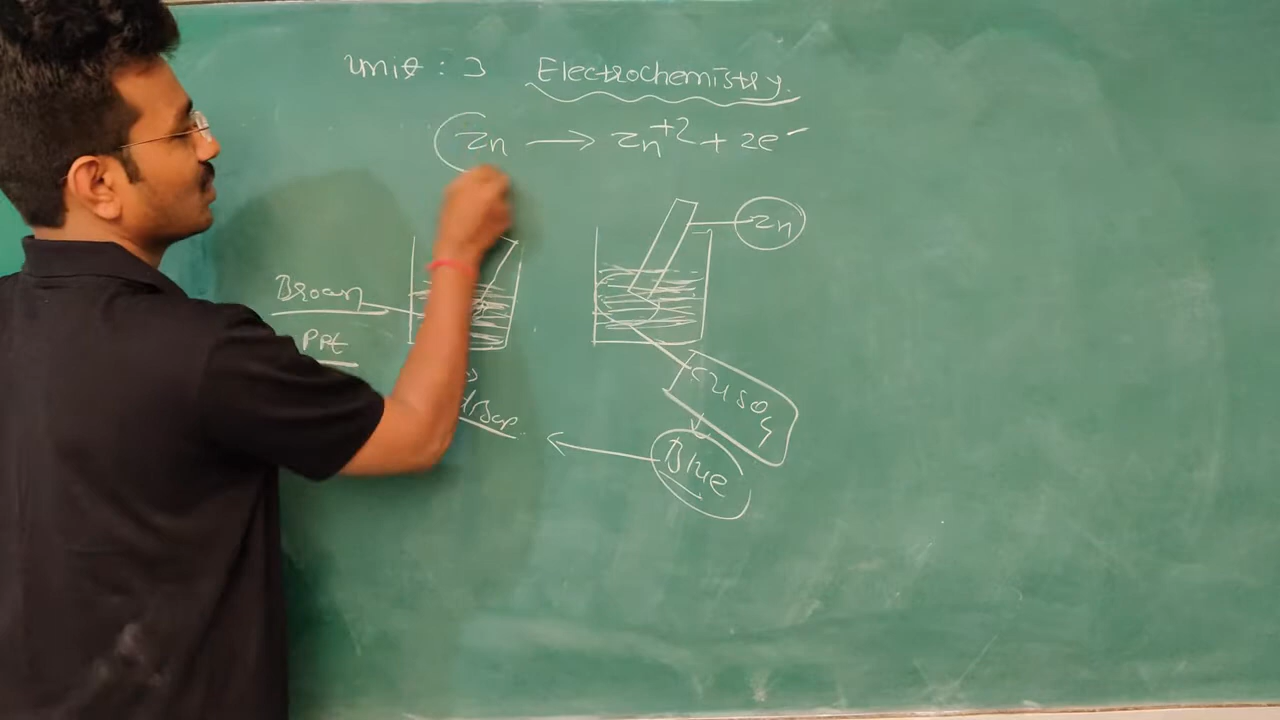 Unit : 3 Electrochemistry.
Zn → Zn+2 + 2e-
Zn
Brown
PPt
CuSO4
Blue